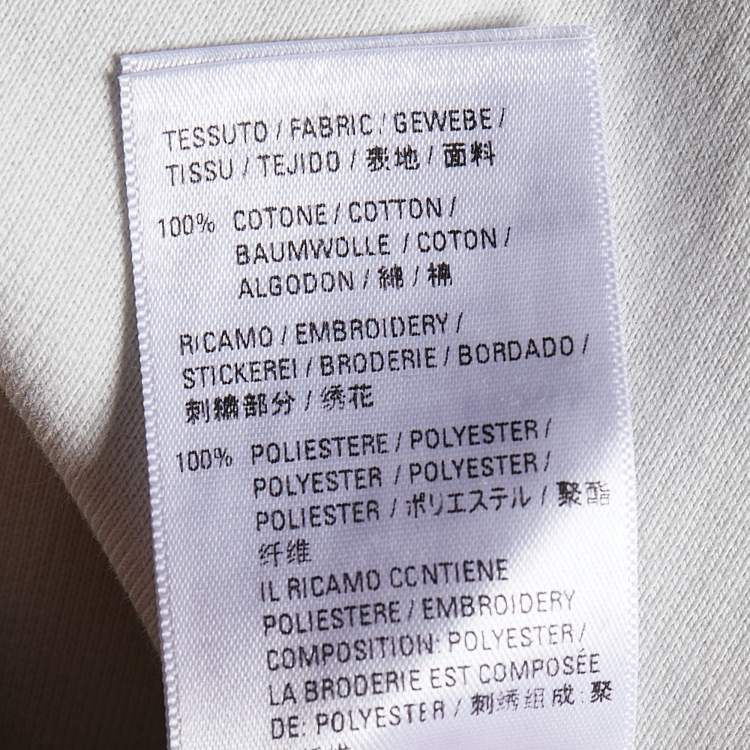 TESSUTO / FABRIC / GEWEBE /
TISSU / TEJIDO / 表地 / 面料
100% COTONE / COTTON /
BAUMWOLLE / COTON /
ALGODON / 綿 / 棉
RICAMO / EMBROIDERY /
STICKEREI / BRODERIE / BORDADO /
刺繍部分 / 绣花
100% POLIESTERE / POLYESTER /
POLYESTER / POLYESTER /
POLIESTER / ポリエステル / 聚酯
纤维
IL RICAMO CONTIENE
POLIESTERE / EMBROIDERY
COMPOSITION: POLYESTER /
LA BRODERIE EST COMPOSÉE
DE: POLYESTER / 刺绣组成: 聚